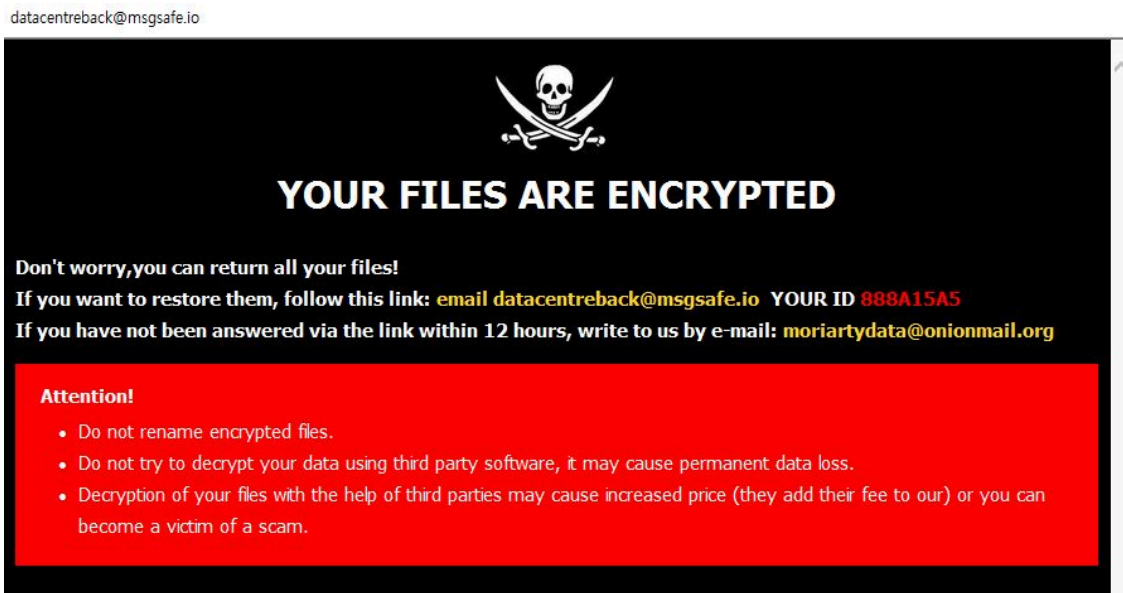 datacentreback@msgsafe.io
YOUR FILES ARE ENCRYPTED
Don't worry,you can return all your files!
If you want to restore them, follow this link: email datacentreback@msgsafe.io YOUR ID 888A15A5
If you have not been answered via the link within 12 hours, write to us by e-mail: moriartydata@onionmail.org
Attention!
• Do not rename encrypted files.
• Do not try to decrypt your data using third party software, it may cause permanent data loss.
• Decryption of your files with the help of third parties may cause increased price (they add their fee to our) or you can
become a victim of a scam.